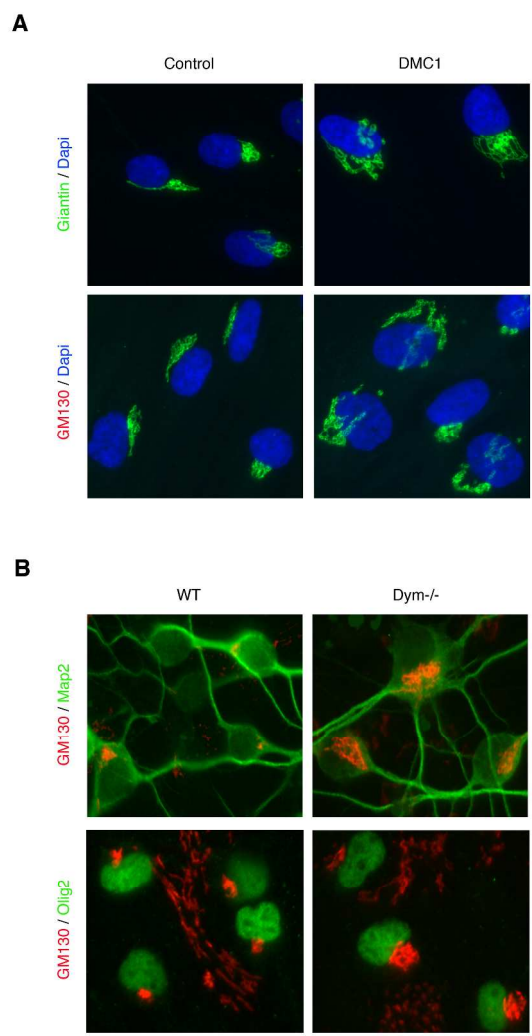 A
Control DMC1
Giantin / Dapi
GM130 / Dapi
B
WT Dym-/-
GM130 / Map2
GM130 / Olig2